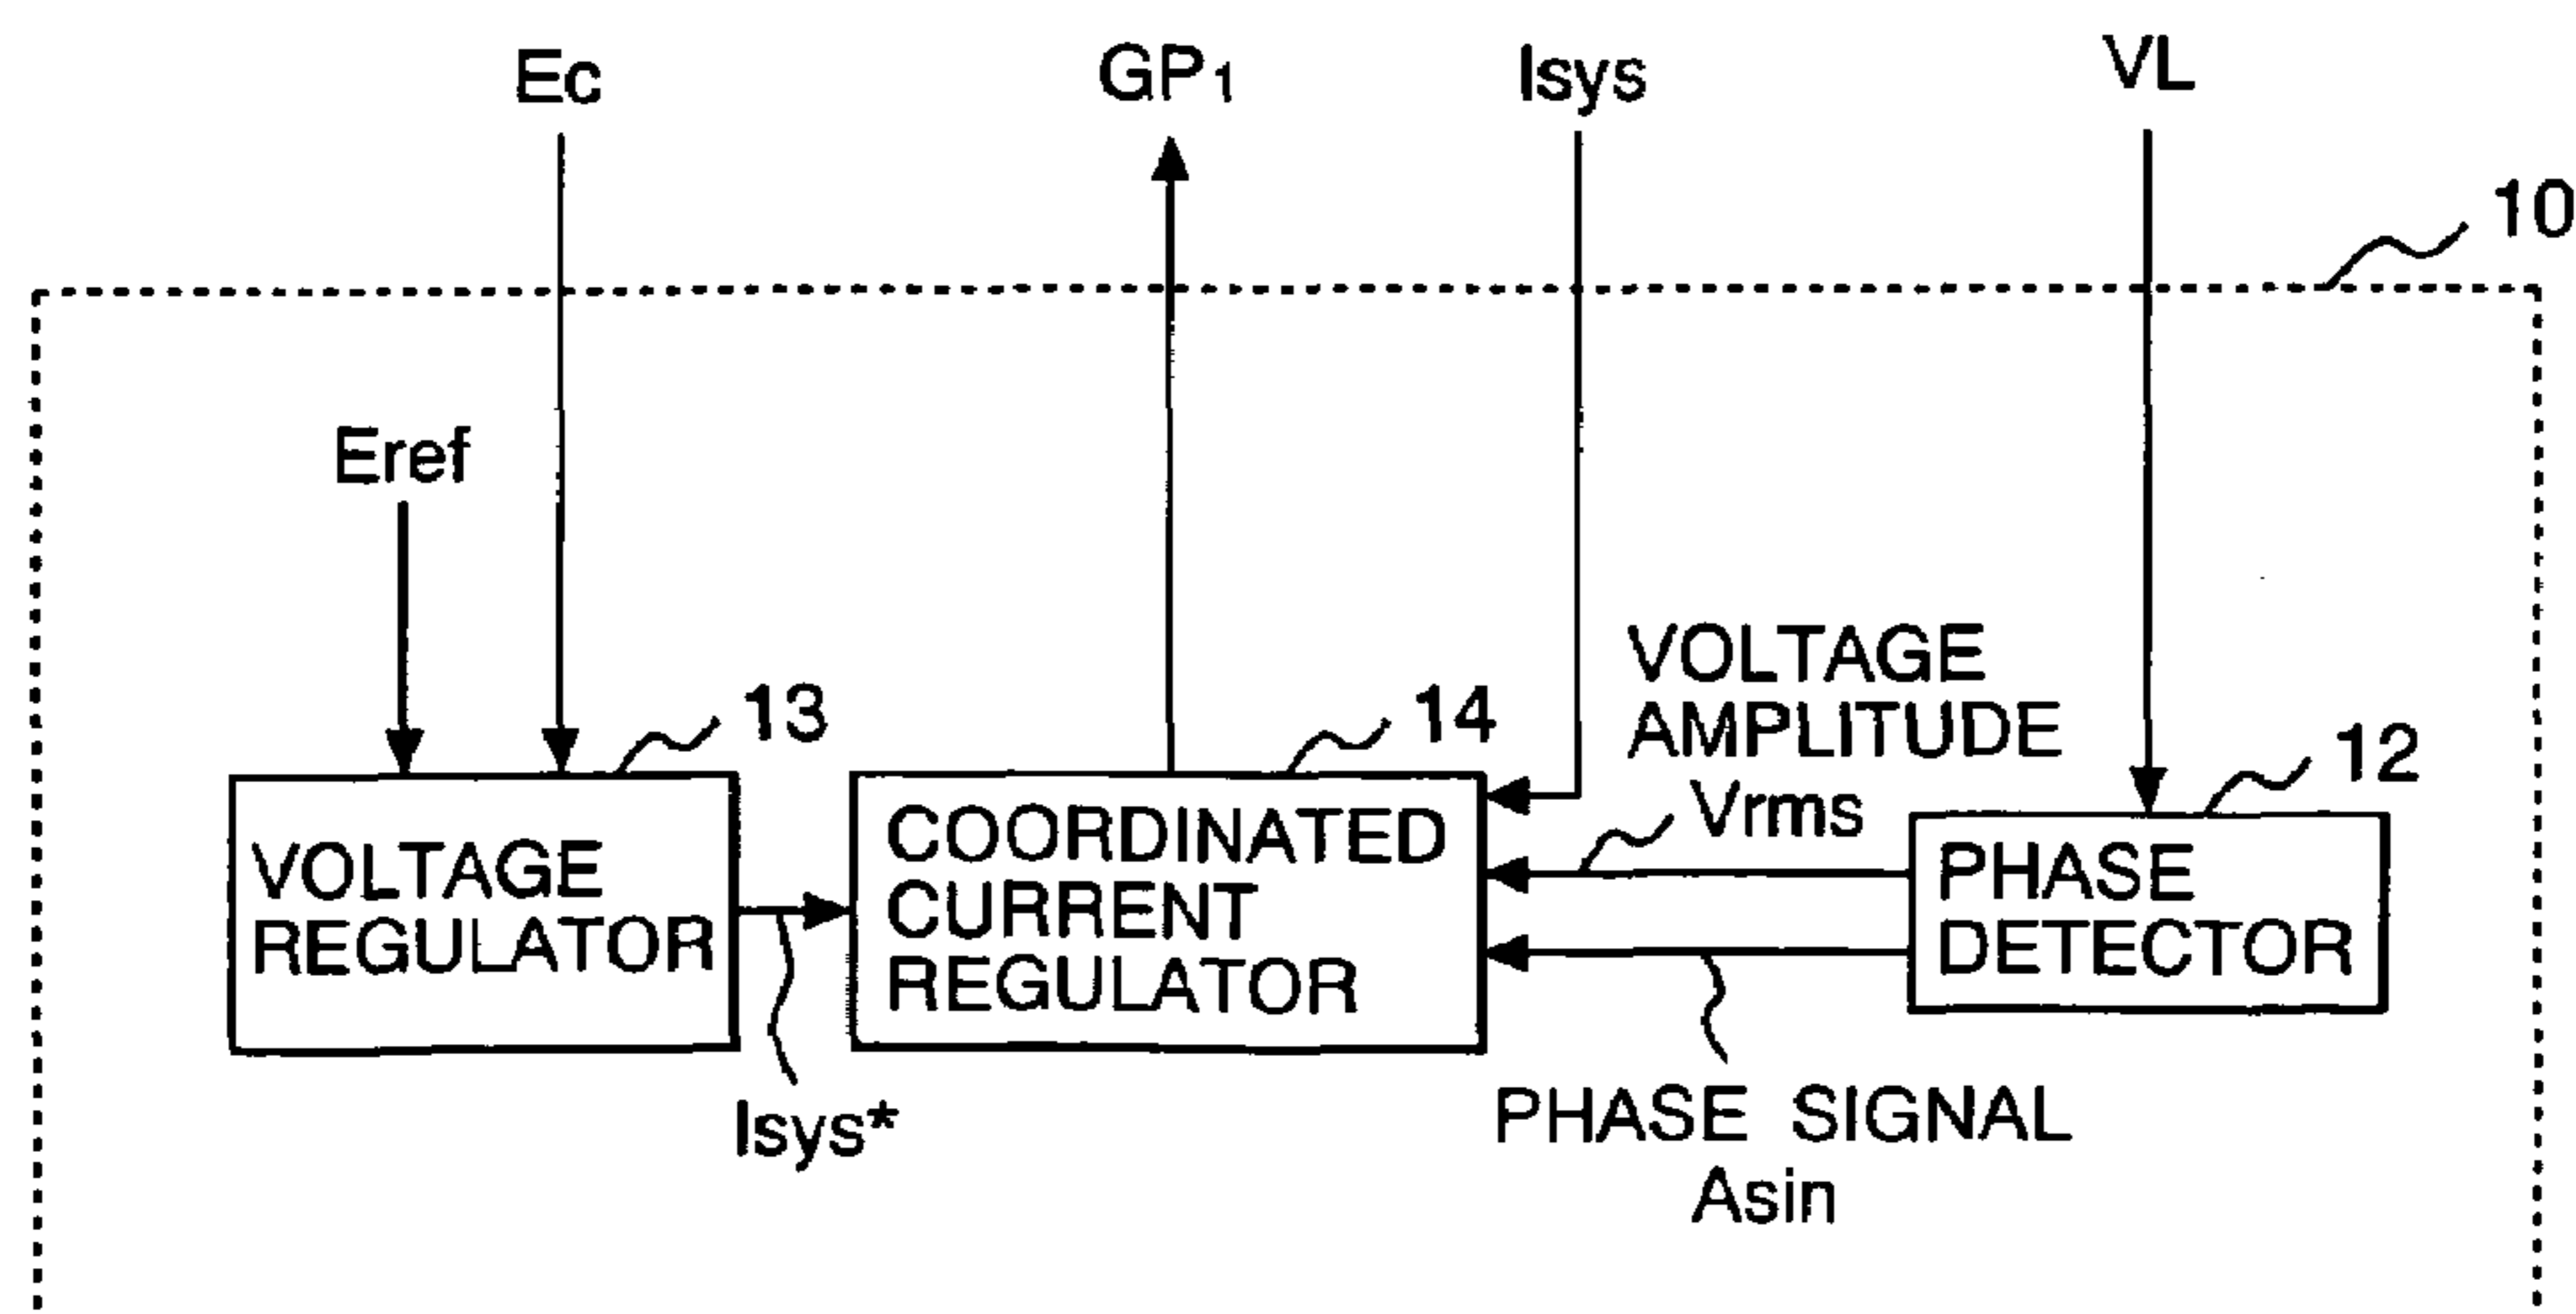 Ec
GP1
Isys
VL
10
Eref
13
14
VOLTAGE
AMPLITUDE
Vrms
12
VOLTAGE
REGULATOR
COORDINATED
CURRENT
REGULATOR
PHASE
DETECTOR
Isys*
PHASE SIGNAL
Asin